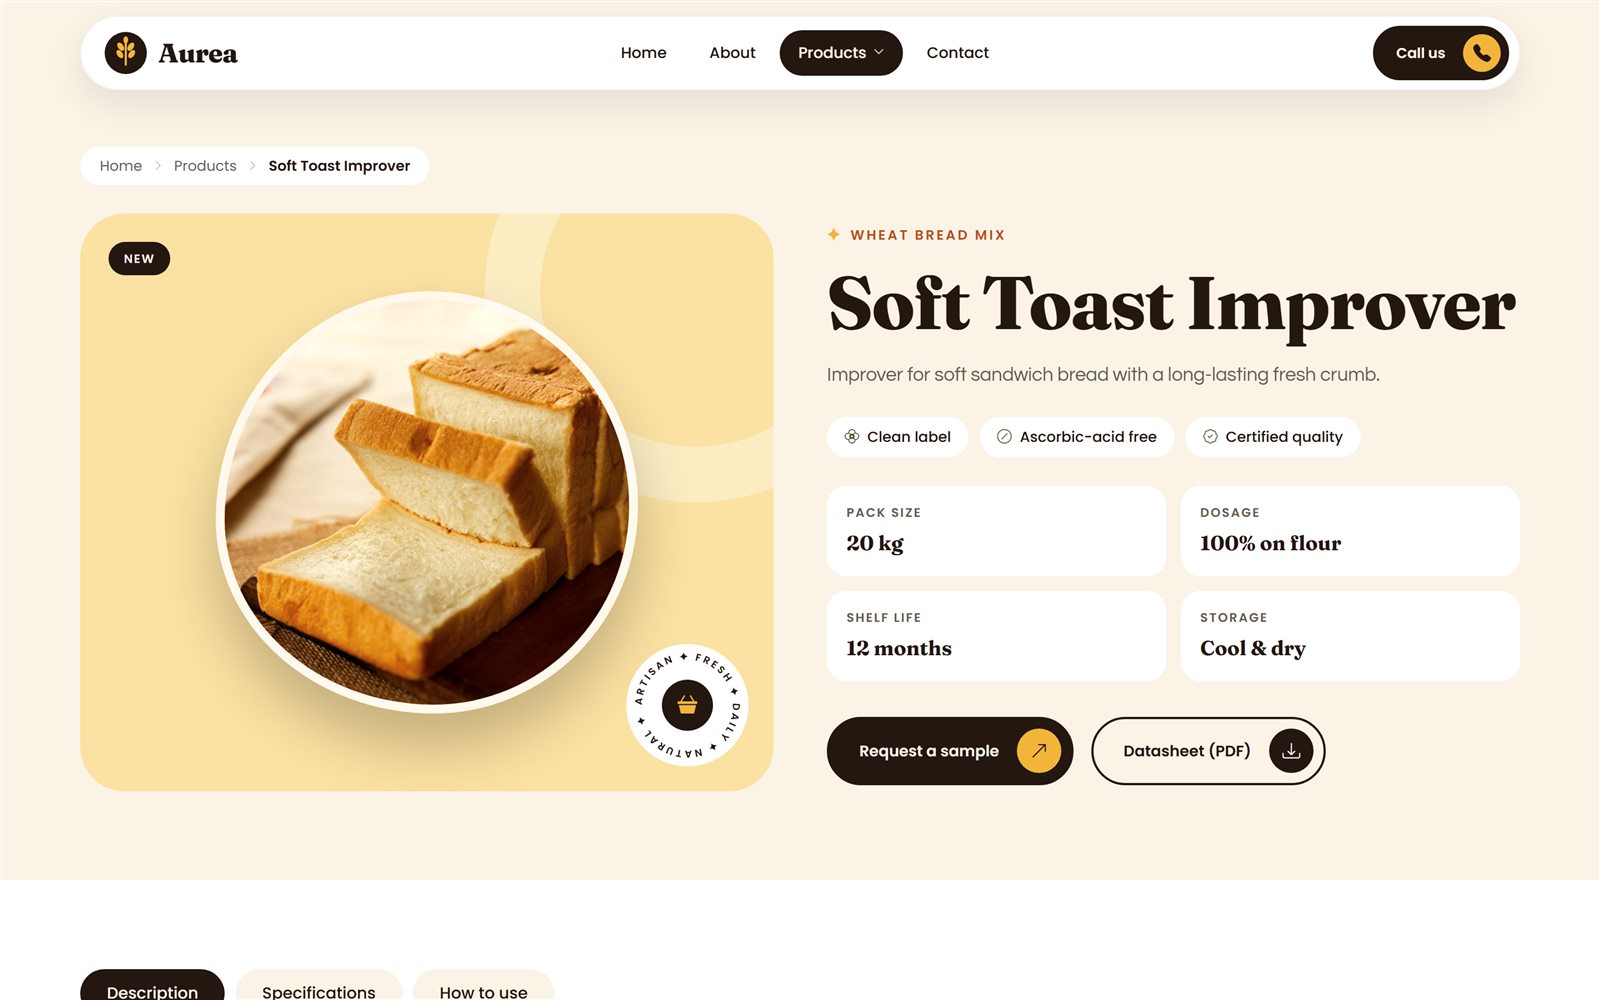 Aurea
Home About Products Contact
Call us
Home > Products > Soft Toast Improver
NEW
ARTISAN ✦ FRESH ✦ DAILY ✦ NATURAL ✦
WHEAT BREAD MIX
Soft Toast Improver
Improver for soft sandwich bread with a long-lasting fresh crumb.
Clean label Ascorbic-acid free Certified quality
PACK SIZE
20 kg
DOSAGE
100% on flour
SHELF LIFE
12 months
STORAGE
Cool & dry
Request a sample Datasheet (PDF)
Description Specifications How to use